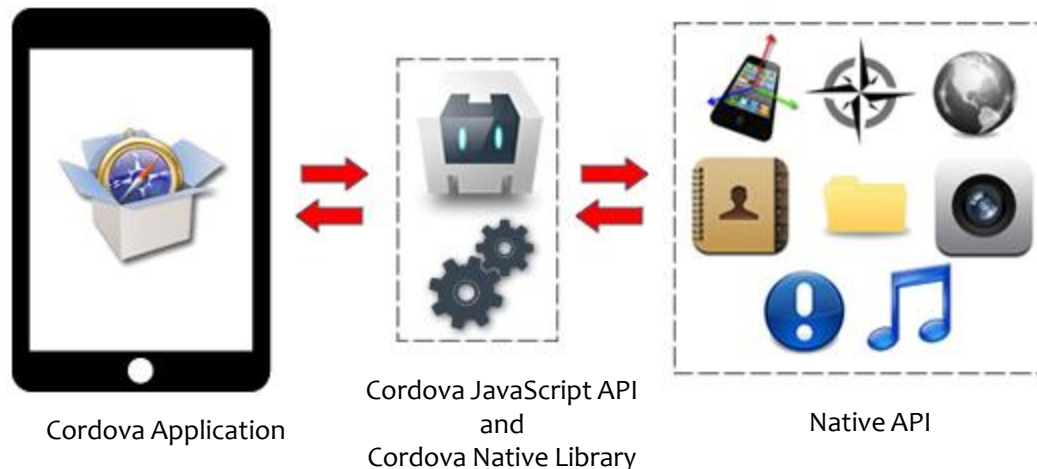 Cordova Application
Cordova JavaScript API
and
Cordova Native Library
Native API